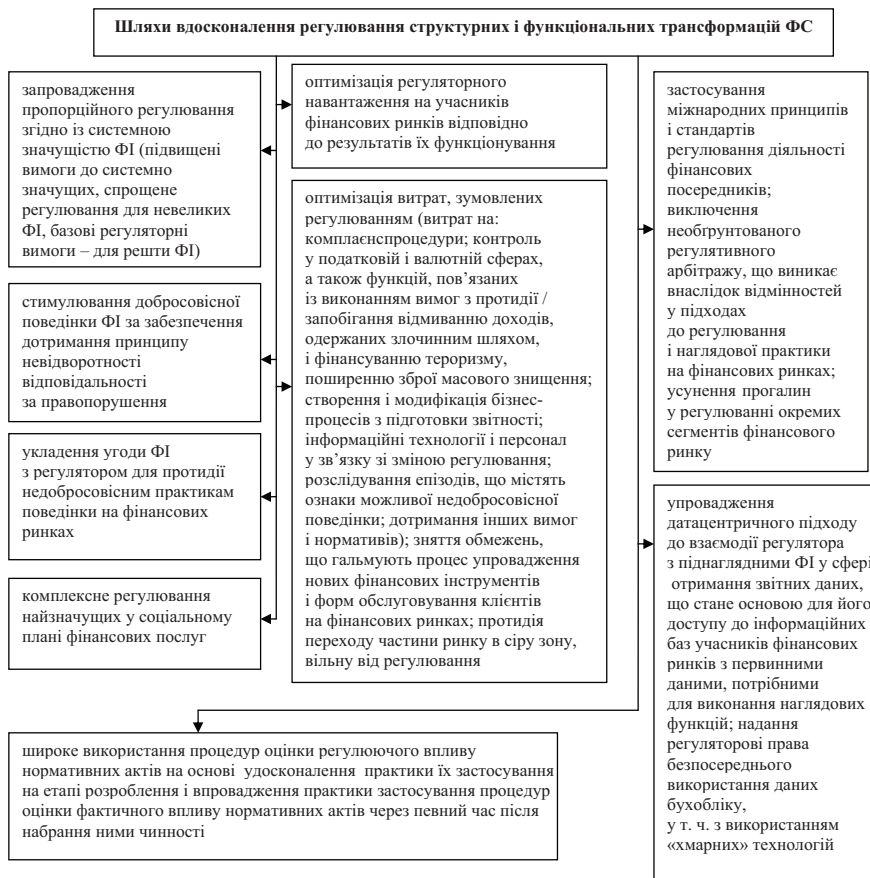 Шляхи вдосконалення регулювання структурних і функціональних трансформацій ФС
запровадження
пропорційного регулювання
згідно із системною
значущістю ФІ (підвищені
вимоги до системно
значущих, спрощене
регулювання для невеликих
ФІ, базові регуляторні
вимоги – для решти ФІ)
стимулювання добросовісної
поведінки ФІ за забезпечення
дотримання принципу
невідворотності
відповідальності
за правопорушення
укладення угоди ФІ
з регулятором для протидії
недобросовісним практикам
поведінки на фінансових
ринках
комплексне регулювання
найзначущих у соціальному
плані фінансових послуг
оптимізація регуляторного
навантаження на учасників
фінансових ринків відповідно
до результатів їх функціонування
оптимізація витрат, зумовлених
регулюванням (витрат на:
комплаєнспроцедури; контроль
у податковій і валютній сферах,
а також функцій, пов’язаних
із виконанням вимог з протидії /
запобігання відмиванню доходів,
одержаних злочинним шляхом,
і фінансуванню тероризму,
поширенню зброї масового знищення;
створення і модифікація бізнес-
процесів з підготовки звітності;
інформаційні технології і персонал
у зв’язку зі зміною регулювання;
розслідування епізодів, що містять
ознаки можливої недобросовісної
поведінки; дотримання інших вимог
і нормативів); зняття обмежень,
що гальмують процес упровадження
нових фінансових інструментів
і форм обслуговування клієнтів
на фінансових ринках; протидія
переходу частини ринку в сіру зону,
вільну від регулювання
застосування
міжнародних принципів
і стандартів
регулювання діяльності
фінансових
посередників;
виключення
необґрунтованого
регулятивного
арбітражу, що виникає
внаслідок відмінностей
у підходах
до регулювання
і наглядової практики
на фінансових ринках;
усунення прогалин
у регулюванні окремих
сегментів фінансового
ринку
упровадження
датацентричного підходу
до взаємодії регулятора
з піднаглядними ФІ у сфері
отримання звітних даних,
що стане основою для його
доступу до інформаційних
баз учасників фінансових
ринків з первинними
даними, потрібними
для виконання наглядових
функцій; надання
регуляторові права
безпосереднього
використання даних
бухобліку,
у т. ч. з використанням
«хмарних» технологій
широке використання процедур оцінки регулюючого впливу
нормативних актів на основі удосконалення практики їх застосування
на етапі розроблення і впровадження практики застосування процедур
оцінки фактичного впливу нормативних актів через певний час після
набрання ними чинності